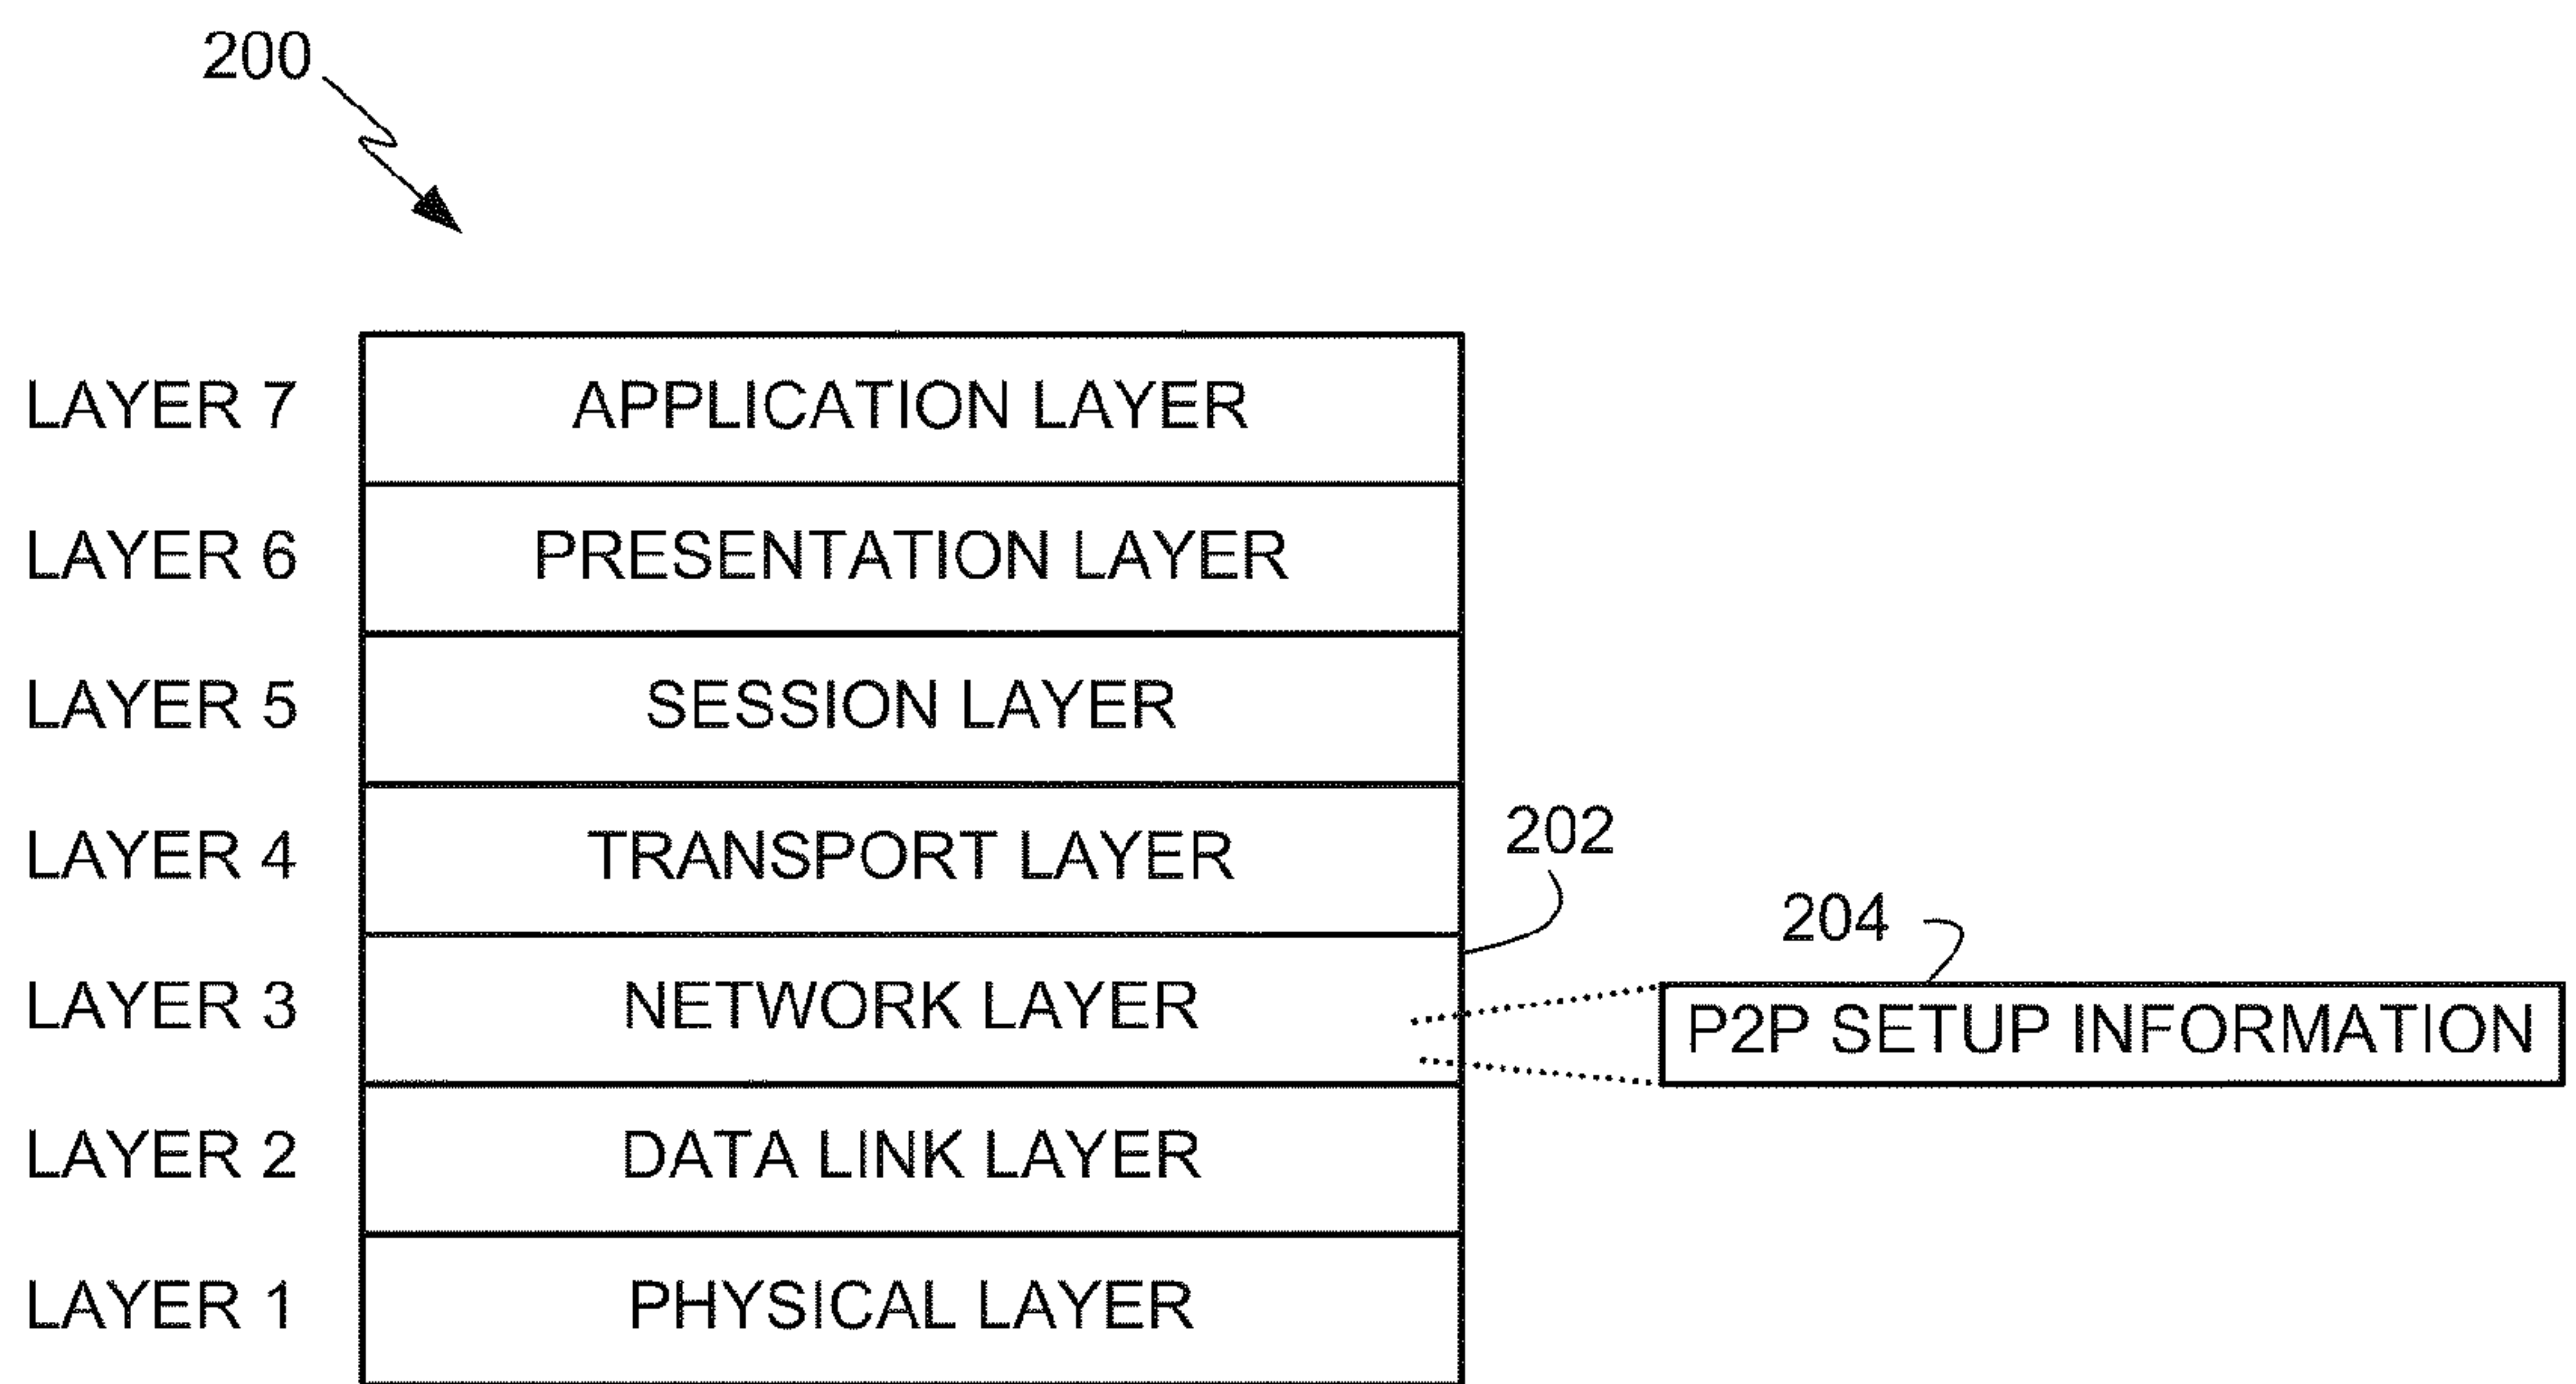 200
LAYER 7 APPLICATION LAYER
LAYER 6 PRESENTATION LAYER
LAYER 5 SESSION LAYER
LAYER 4 TRANSPORT LAYER
202
204
LAYER 3 NETWORK LAYER P2P SETUP INFORMATION
LAYER 2 DATA LINK LAYER
LAYER 1 PHYSICAL LAYER